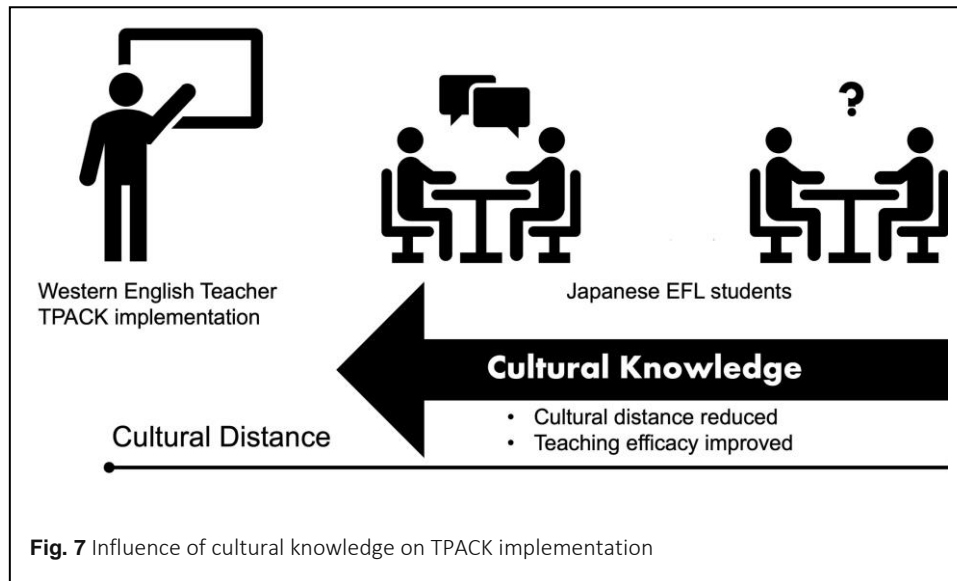 ?
Western English Teacher
TPACK implementation
Japanese EFL students
Cultural Knowledge
• Cultural distance reduced
• Teaching efficacy improved
Cultural Distance
Fig. 7 Influence of cultural knowledge on TPACK implementation